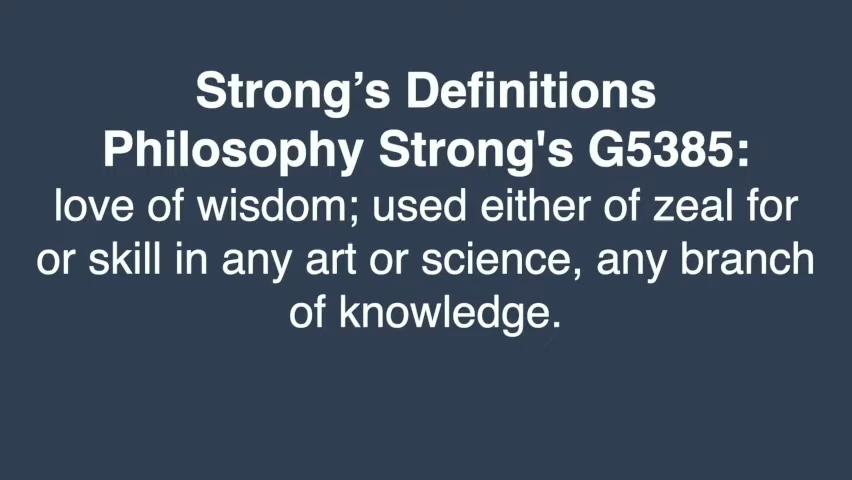 Strong’s Definitions
Philosophy Strong's G5385:
love of wisdom; used either of zeal for
or skill in any art or science, any branch
of knowledge.